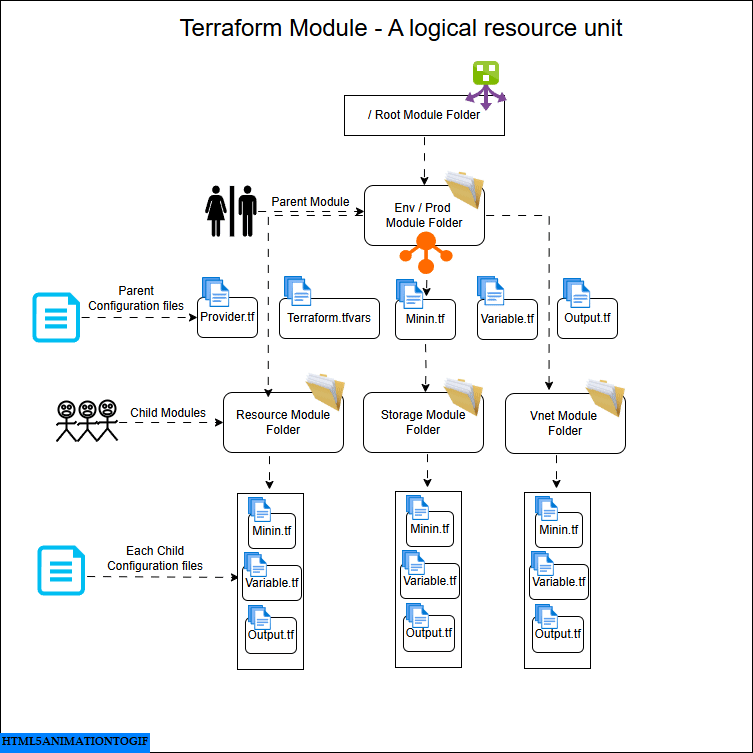 Terraform Module - A logical resource unit
/ Root Module Folder
Parent Module
Env / Prod
Module Folder
Parent
Configuration files
Provider.tf
Terraform.tfvars
Minin.tf
Variable.tf
Output.tf
Child Modules
Resource Module
Folder
Storage Module
Folder
Vnet Module
Folder
Each Child
Configuration files
Minin.tf
Variable.tf
Output.tf
Minin.tf
Variable.tf
Output.tf
Minin.tf
Variable.tf
Output.tf
HTML5ANIMATIONTOGIF